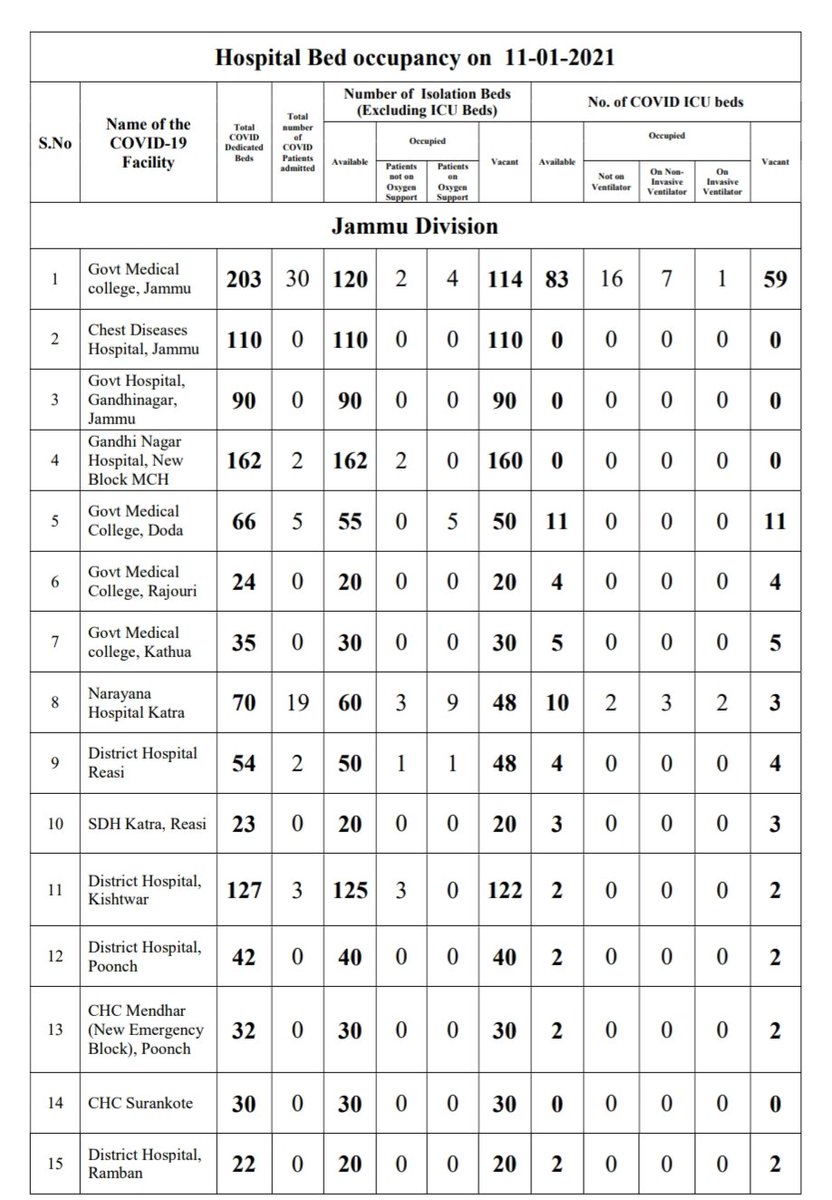 Hospital Bed occupancy on 11-01-2021
S.No
Name of the
COVID-19
Facility
Total
COVID
Dedicated
Beds
Total
number
of
COVID
Patients
admitted
Number of Isolation Beds
(Excluding ICU Beds)
No. of COVID ICU beds
Available
Occupied
Patients
not on
Oxygen
Support
Patients
on
Oxygen
Support
Vacant
Available
Occupied
Not on
Ventilator
On Non-
Invasive
Ventilator
On
Invasive
Ventilator
Vacant
Jammu Division
1 Govt Medical
college, Jammu 203 30 120 2 4 114 83 16 7 1 59
2 Chest Diseases
Hospital, Jammu 110 0 110 0 0 110 0 0 0 0 0
3 Govt Hospital,
Gandhinagar,
Jammu 90 0 90 0 0 90 0 0 0 0 0
4 Gandhi Nagar
Hospital, New
Block MCH 162 2 162 2 0 160 0 0 0 0 0
5 Govt Medical
College, Doda 66 5 55 0 5 50 11 0 0 0 11
6 Govt Medical
College, Rajouri 24 0 20 0 0 20 4 0 0 0 4
7 Govt Medical
college, Kathua 35 0 30 0 0 30 5 0 0 0 5
8 Narayana
Hospital Katra 70 19 60 3 9 48 10 2 3 2 3
9 District Hospital
Reasi 54 2 50 1 1 48 4 0 0 0 4
10 SDH Katra, Reasi 23 0 20 0 0 20 3 0 0 0 3
11 District Hospital,
Kishtwar 127 3 125 3 0 122 2 0 0 0 2
12 District Hospital,
Poonch 42 0 40 0 0 40 2 0 0 0 2
13 CHC Mendhar
(New Emergency
Block), Poonch 32 0 30 0 0 30 2 0 0 0 2
14 CHC Surankote 30 0 30 0 0 30 0 0 0 0 0
15 District Hospital,
Ramban 22 0 20 0 0 20 2 0 0 0 2